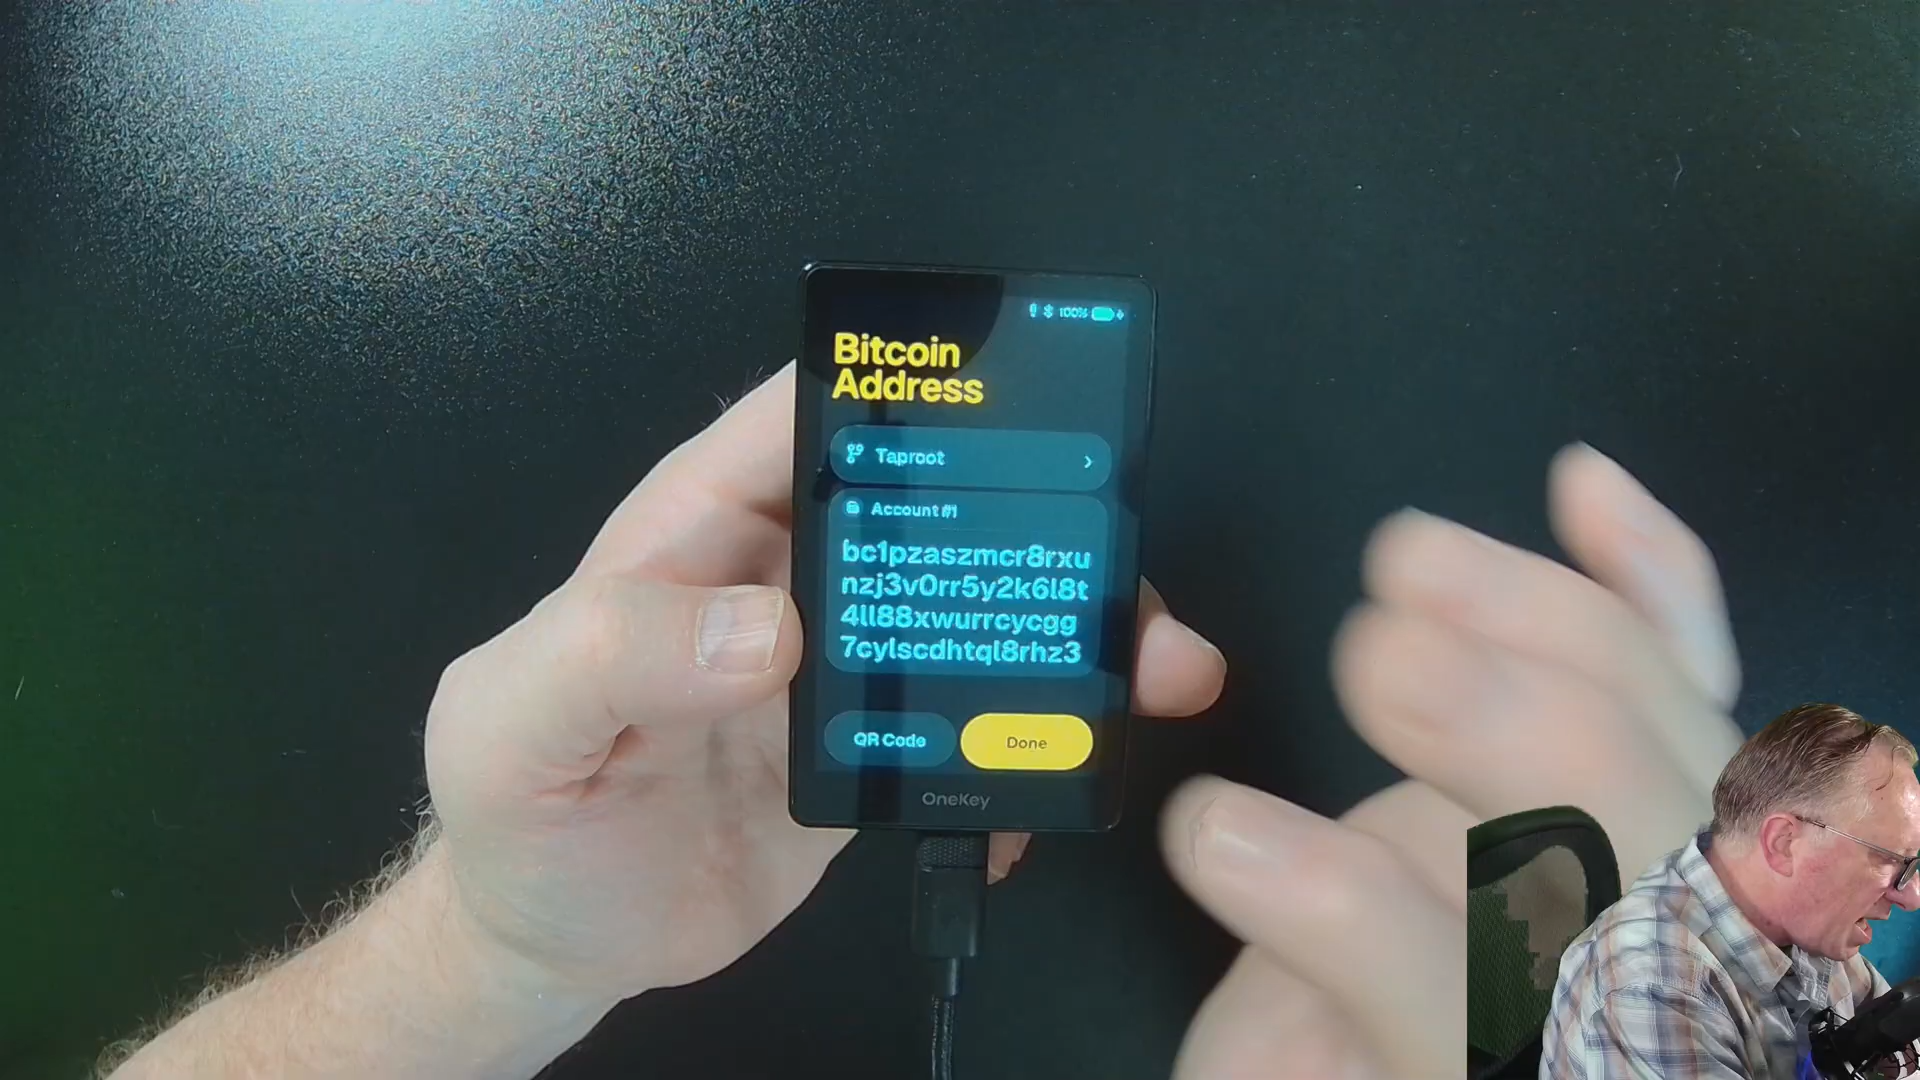 100%
Bitcoin
Address
Taproot
Account #1
bc1pzaszmcr8rxu
nzj3v0rr5y2k6l8t
4ll88xwurrcycgg
7cylscdhtql8rhz3
QR Code
Done
OneKey